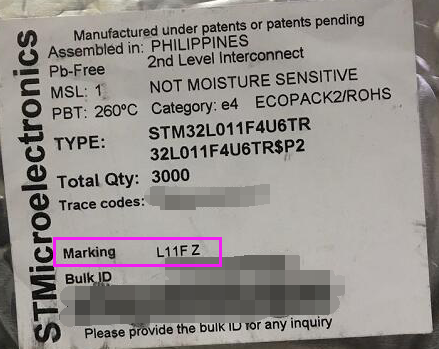 STMicroelectronics
Manufactured under patents or patents pending
Assembled in: PHILIPPINES
Pb-Free 2nd Level Interconnect
MSL: 1 NOT MOISTURE SENSITIVE
PBT: 260ºC Category: e4 ECOPACK2/ROHS
TYPE: STM32L011F4U6TR
32L011F4U6TR$P2
Total Qty: 3000
Trace codes:
Marking L11F Z
Bulk ID
Please provide the bulk ID for any inquiry